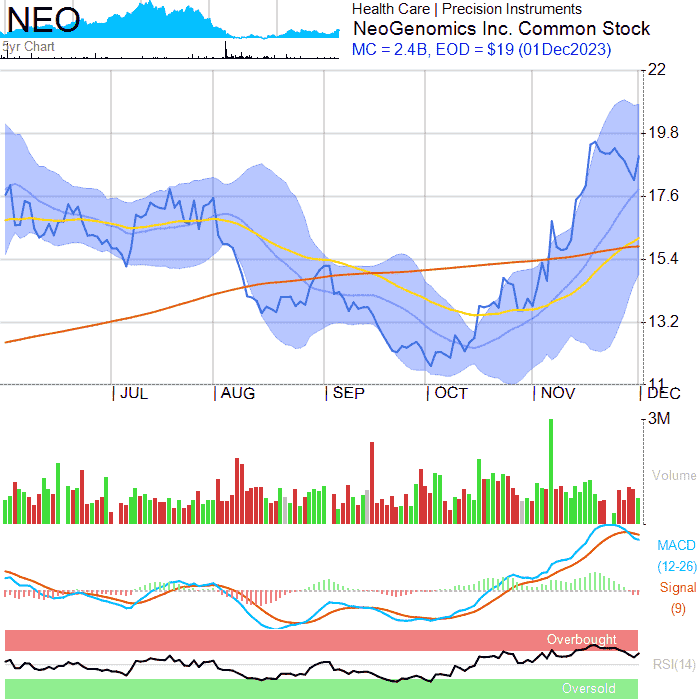 NEO
5yr Chart
Health Care | Precision Instruments
NeoGenomics Inc. Common Stock
MC = 2.4B, EOD = $19 (01Dec2023)
22
19.8
17.6
15.4
13.2
11
JUL
AUG
SEP
OCT
NOV
DEC
3M
Volume
MACD
(12-26)
Signal
(9)
Overbought
RSI(14)
Oversold